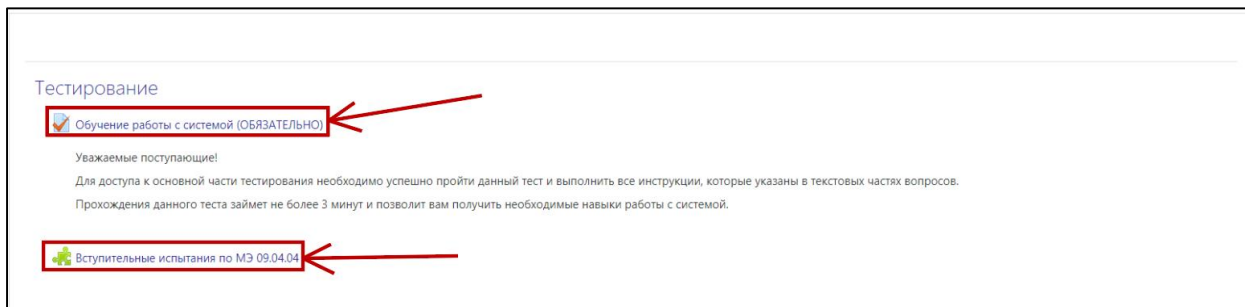 Тестирование
Обучение работы с системой (ОБЯЗАТЕЛЬНО)
Уважаемые поступающие!
Для доступа к основной части тестирования необходимо успешно пройти данный тест и выполнить все инструкции, которые указаны в текстовых частях вопросов.
Прохождения данного теста займет не более 3 минут и позволит вам получить необходимые навыки работы с системой.
Вступительные испытания по МЭ 09.04.04